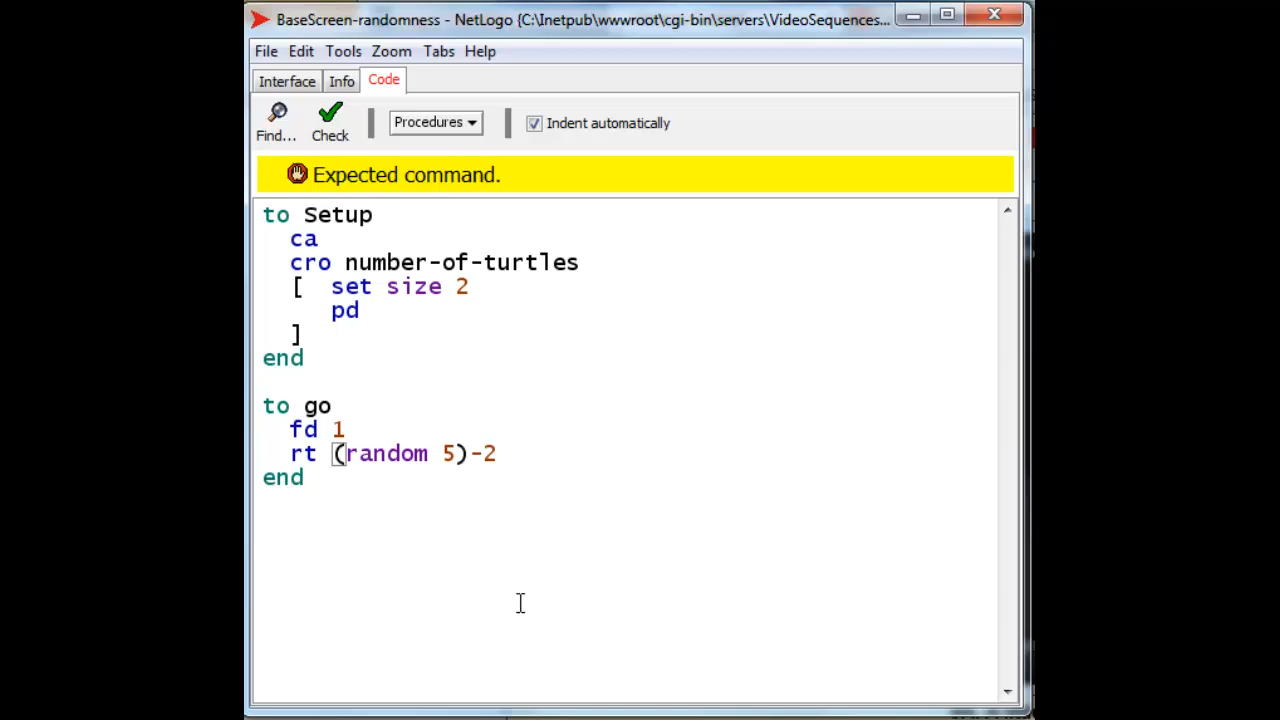 BaseScreen-randomness - NetLogo {C:\Inetpub\wwwroot\cgi-bin\servers\VideoSequences...
File Edit Tools Zoom Tabs Help
Interface Info Code
Find... Check Procedures Indent automatically
Expected command.
to Setup
ca
cro number-of-turtles
[ set size 2
pd
]
end
to go
fd 1
rt (random 5)-2
end